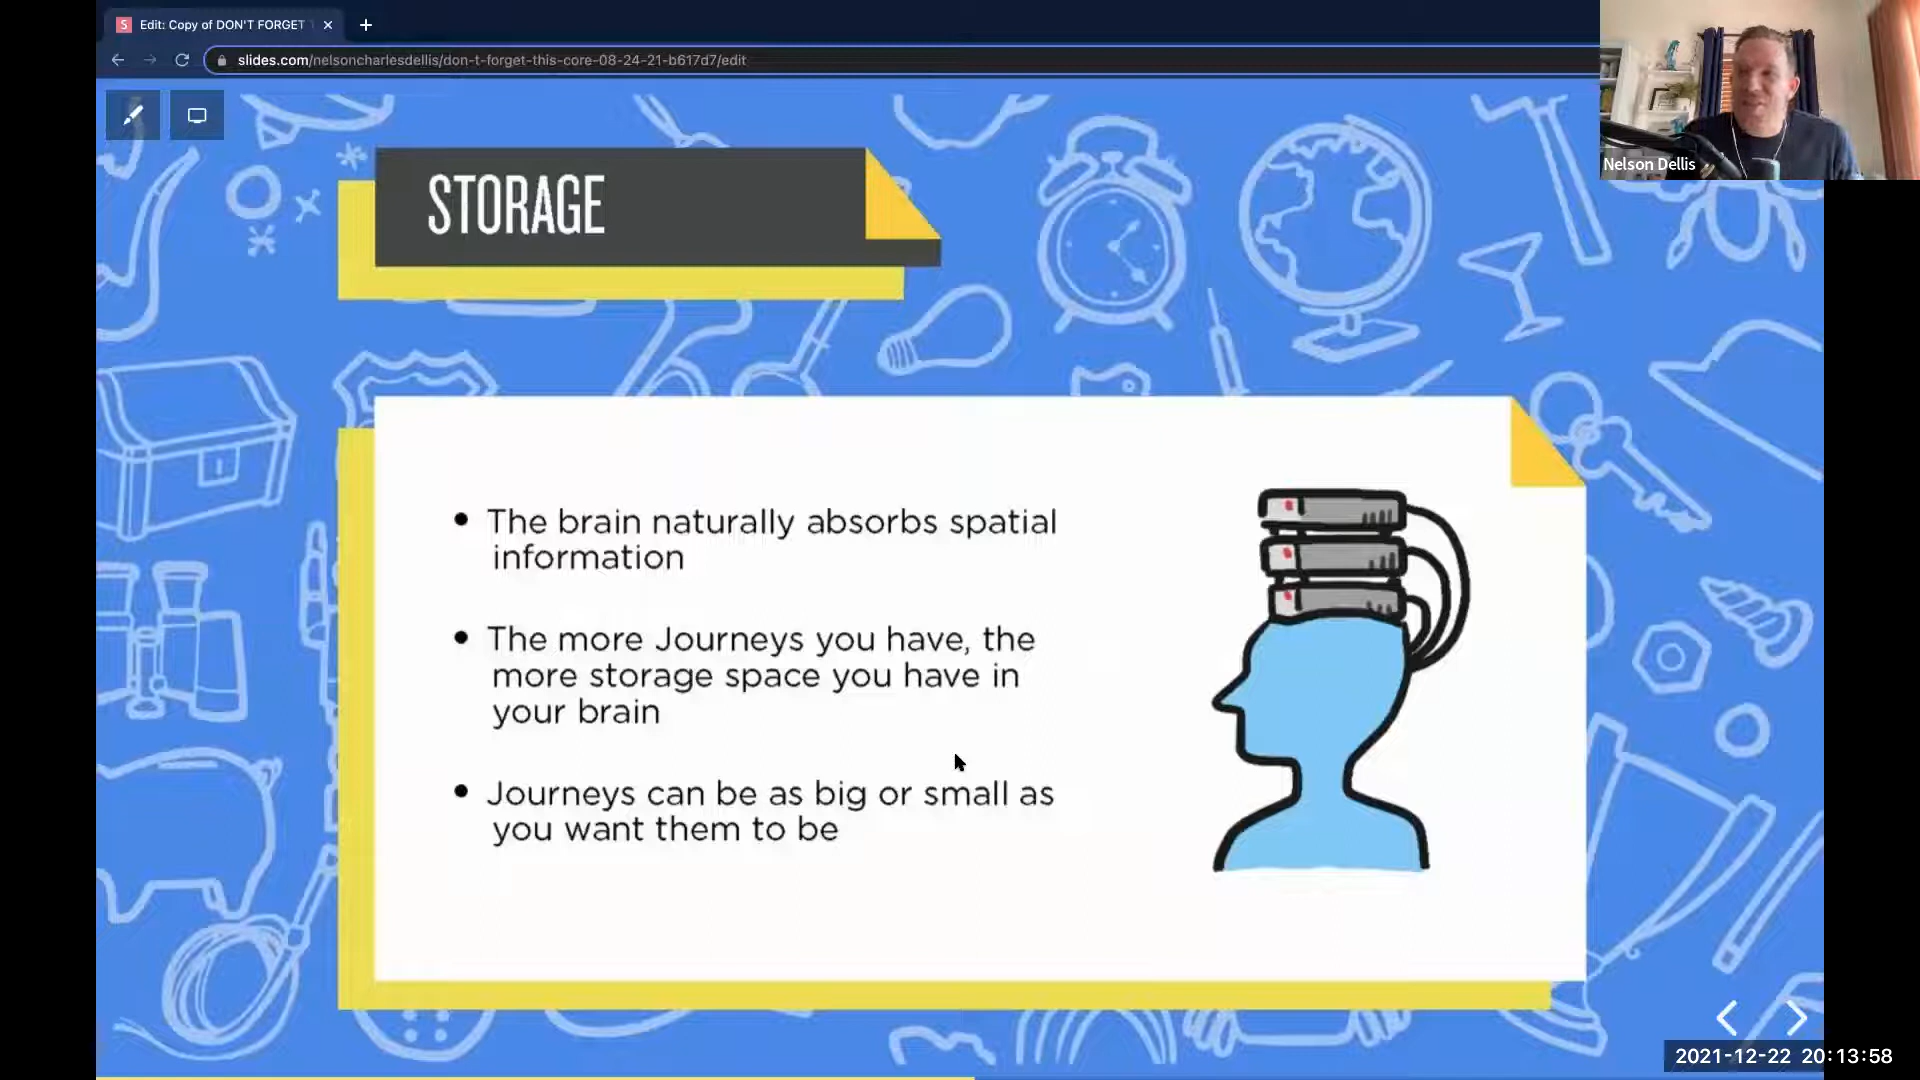 Edit: Copy of DON'T FORGET
slides.com/nelsoncharlesdellis/don-t-forget-this-core-08-24-21-b617d7/edit
Nelson Dellis
STORAGE
• The brain naturally absorbs spatial
information
• The more Journeys you have, the
more storage space you have in
your brain
• Journeys can be as big or small as
you want them to be
2021-12-22 20:13:58